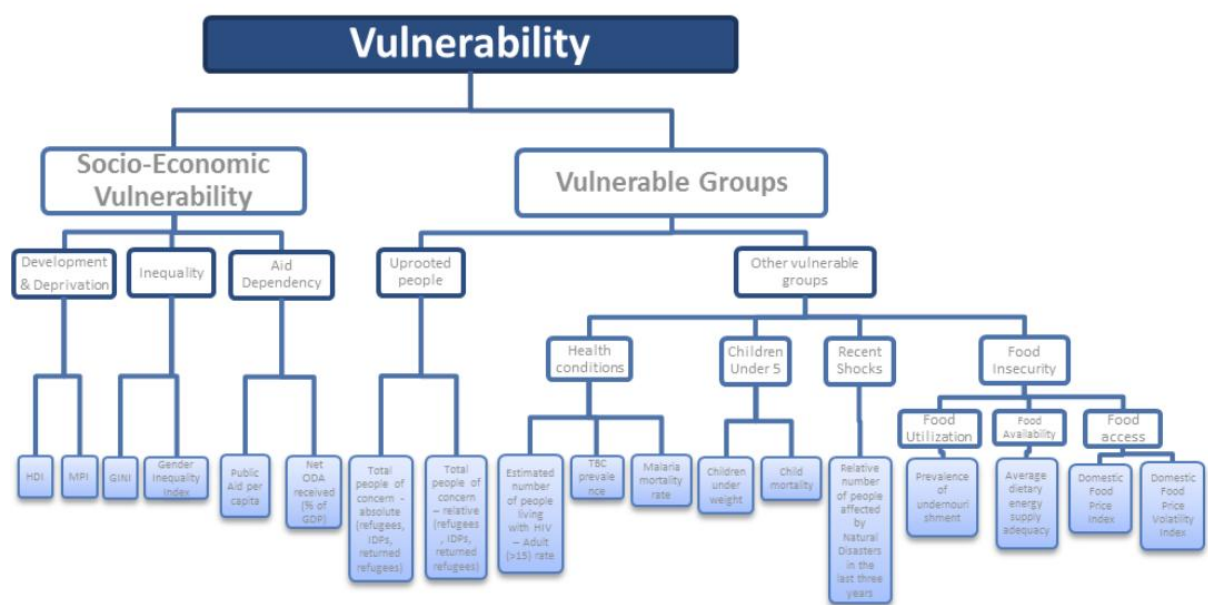 Vulnerability
Socio-Economic
Vulnerability
Vulnerable Groups
Development
& Deprivation
Inequality
Aid
Dependency
Uprooted
people
Other vulnerable
groups
Health
conditions
Children
Under 5
Recent
Shocks
Food
Insecurity
Food
Utilization
Food
Availability
Food
access
HDI
MPI
GINI
Gender
Inequality
Index
Public
Aid per
capita
Net
ODA
received
(% of
GDP)
Total
people of
concern -
absolute
(refugees,
IDPs,
returned
refugees)
Total
people of
concern
– relative
(refugees
, IDPs,
returned
refugees)
Estimated
number of
people
living
with HIV
– Adult
(>15) rate
TBC
prevale
nce
Malaria
mortality
rate
Children
under
weight
Child
mortality
Relative
number of
people
affected
by
Natural
Disasters
in the
last three
years
Prevalence
of
undernouri
shment
Average
dietary
energy
supply
adequacy
Domestic
Food
Price
Index
Domestic
Food
Price
Volatility
Index